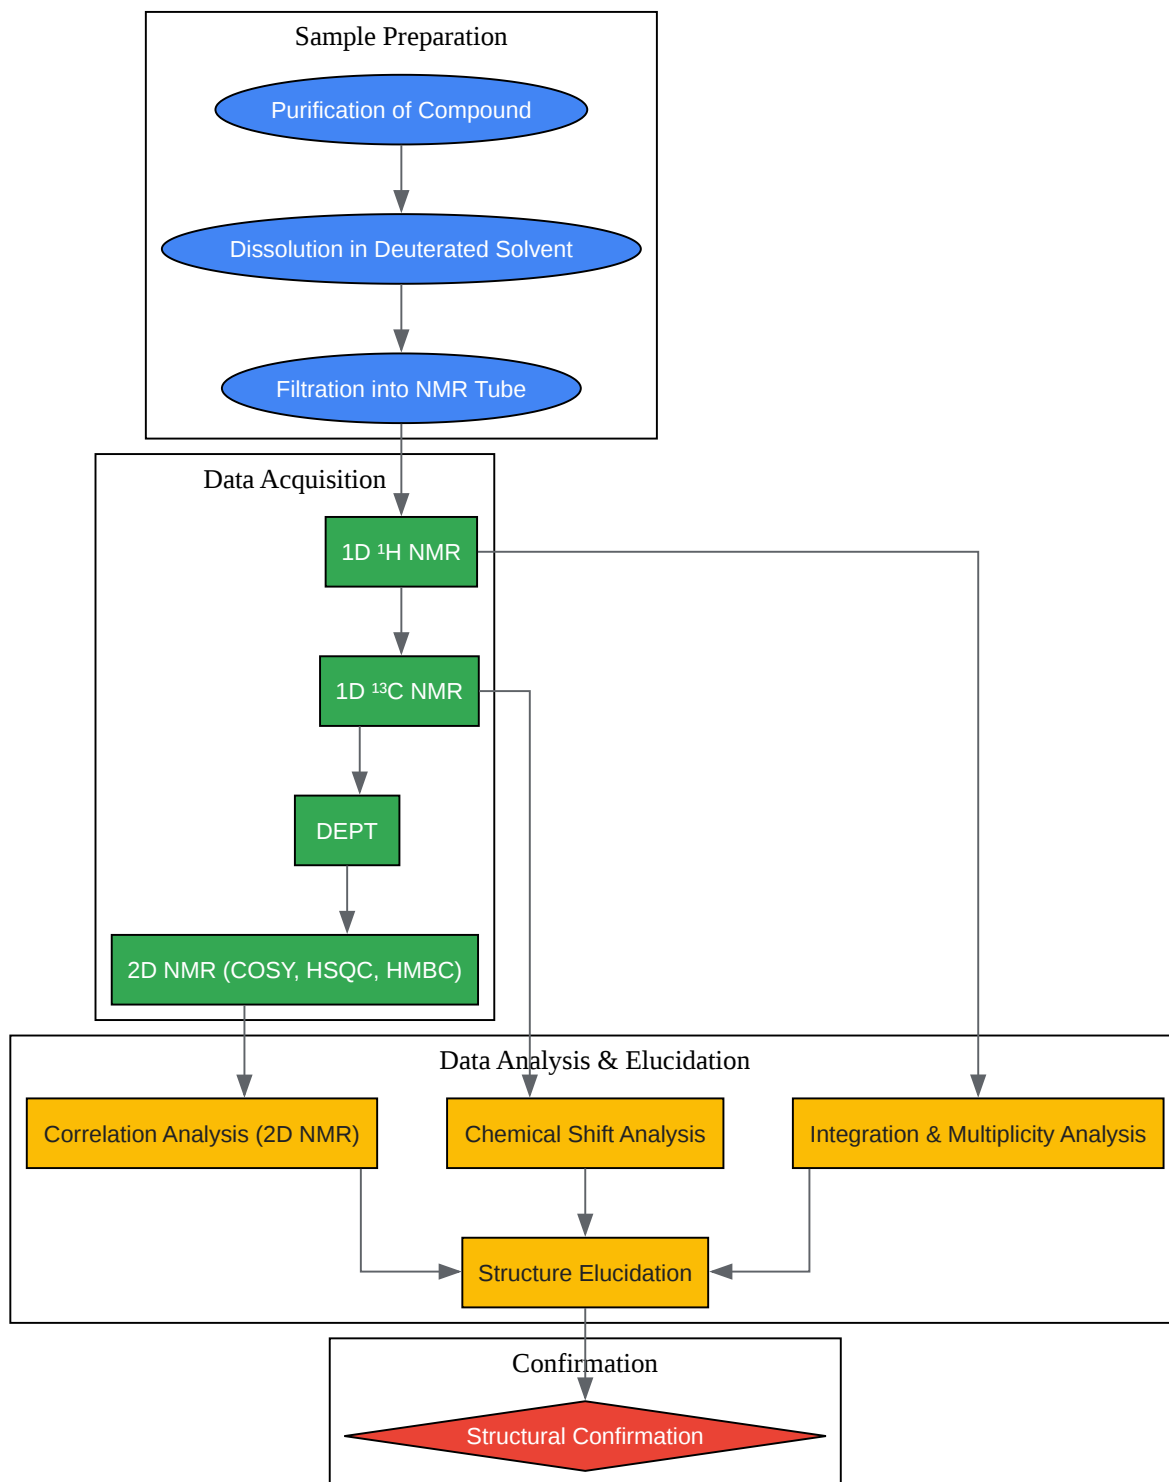 Sample Preparation
Purification of Compound
Dissolution in Deuterated Solvent
Filtration into NMR Tube
Data Acquisition
1D ¹H NMR
1D ¹³C NMR
DEPT
2D NMR (COSY, HSQC, HMBC)
Data Analysis & Elucidation
Correlation Analysis (2D NMR)
Chemical Shift Analysis
Integration & Multiplicity Analysis
Structure Elucidation
Confirmation
Structural Confirmation